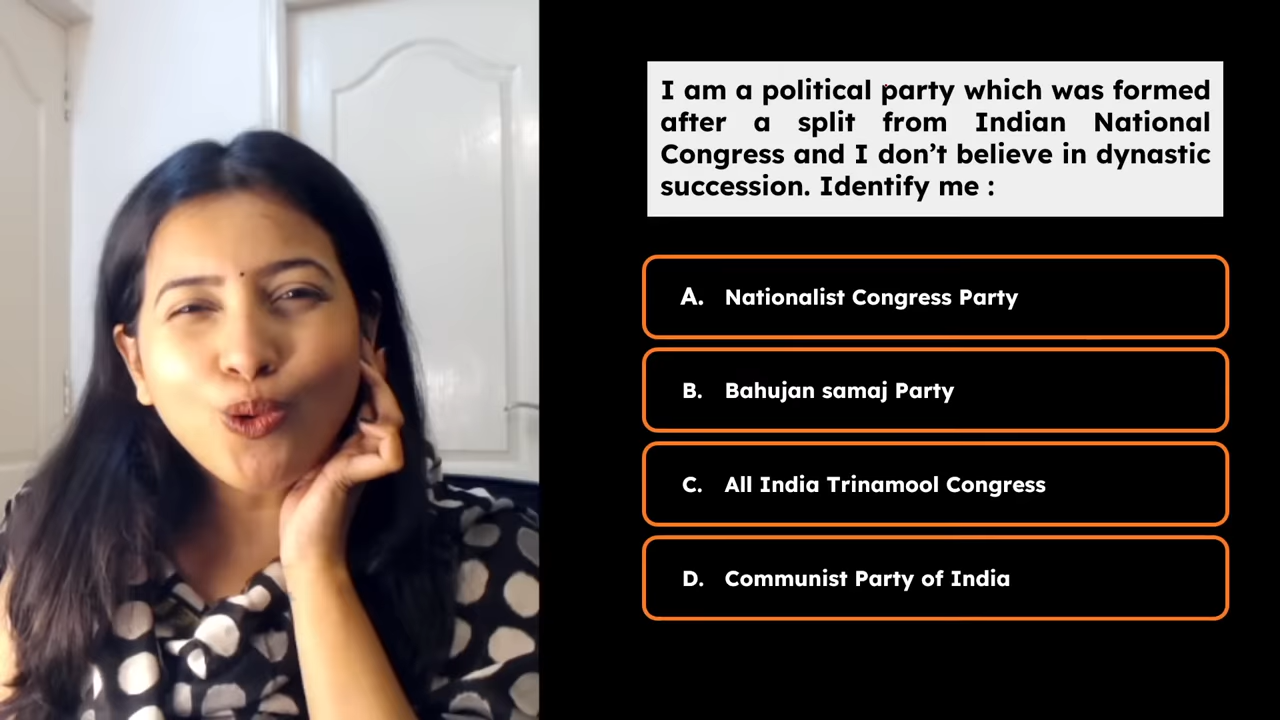 I am a political party which was formed
after a split from Indian National
Congress and I don't believe in dynastic
succession. Identify me :
A. Nationalist Congress Party
B. Bahujan samaj Party
C. All India Trinamool Congress
D. Communist Party of India